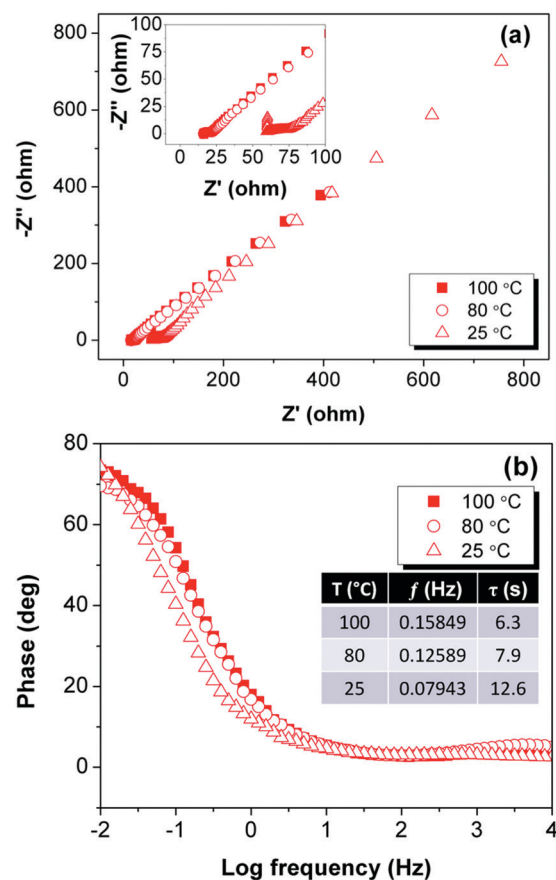 (a)
-Z" (ohm)
800
600
400
200
0
0 200 400 600 800
Z' (ohm)
-Z" (ohm)
100
75
50
25
0
0 25 50 75 100
Z' (ohm)
100 °C
80 °C
25 °C
(b)
Phase (deg)
80
60
40
20
0
-2 -1 0 1 2 3 4
Log frequency (Hz)
100 °C
80 °C
25 °C
T (°C) f (Hz) τ (s)
100 0.15849 6.3
80 0.12589 7.9
25 0.07943 12.6